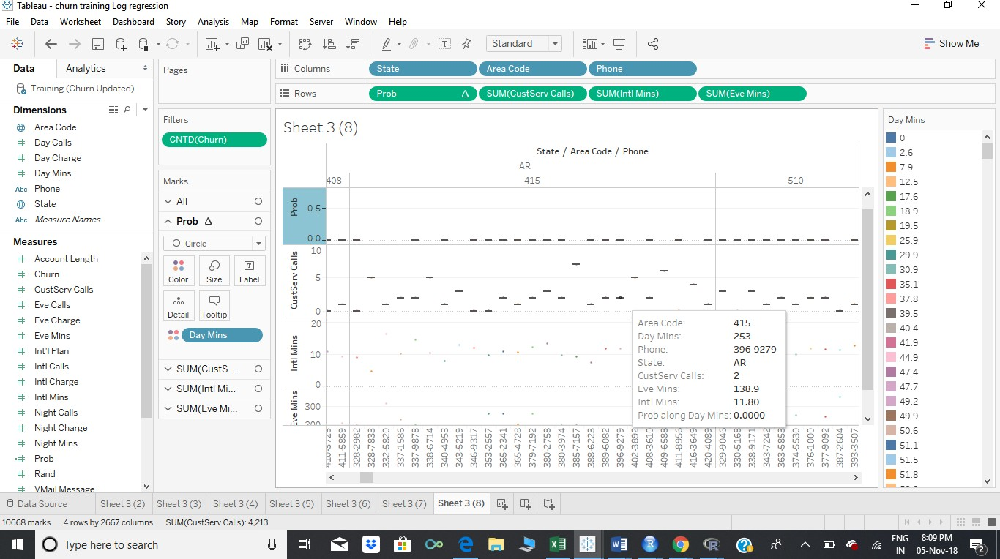 Tableau - churn training Log regression
File Data Worksheet Dashboard Story Analysis Map Format Server Window Help
Standard
Show Me
Data Analytics
Training (Churn Updated)
Dimensions
Area Code
Day Calls
Day Charge
Day Mins
Abc Phone
State
Abc Measure Names
Measures
Account Length
Churn
CustServ Calls
Eve Calls
Eve Charge
Eve Mins
Int'l Plan
Intl Calls
Intl Charge
Intl Mins
Night Calls
Night Charge
Night Mins
Prob
Rand
VMail Message
Pages
Filters
CNTD(Churn)
Marks
All
Prob Δ
Circle
Color Size Label
Detail Tooltip
Day Mins
SUM(CustS...
SUM(Intl Mi...
SUM(Eve Mi...
Columns State Area Code Phone
Rows Prob Δ SUM(CustServ Calls) SUM(Intl Mins) SUM(Eve Mins)
Sheet 3 (8)
State / Area Code / Phone
AR
408 415 510
Prob
0.5
0.0
CustServ Calls
10
5
0
Intl Mins
20
10
0
Eve Mins
300
200
Area Code: 415
Day Mins: 253
Phone: 396-9279
State: AR
CustServ Calls: 2
Eve Mins: 138.9
Intl Mins: 11.80
Prob along Day Mins: 0.0000
410-3725
411-5859
328-2982
328-7833
332-5820
337-1586
337-9878
338-6714
340-4953
343-5219
346-9317
353-2557
365-2341
365-4728
379-7192
380-2758
380-3974
385-7157
388-6223
389-6082
396-9279
402-3892
408-3610
409-6588
411-8956
416-3649
420-4089
329-9046
330-5168
338-9171
343-7242
363-5853
374-5530
376-1000
377-9092
387-2604
393-3507
Day Mins
0
2.6
7.9
12.5
17.6
18.9
19.5
25.9
29.9
30.9
35.1
37.8
39.5
40.4
41.9
44.9
47.4
47.7
49.2
49.9
50.6
51.1
51.5
51.8
Data Source Sheet 3 (2) Sheet 3 (3) Sheet 3 (4) Sheet 3 (5) Sheet 3 (6) Sheet 3 (7) Sheet 3 (8)
10668 marks 4 rows by 2667 columns SUM(CustServ Calls): 4,213
Type here to search
ENG 8:09 PM
IN 05-Nov-18
2